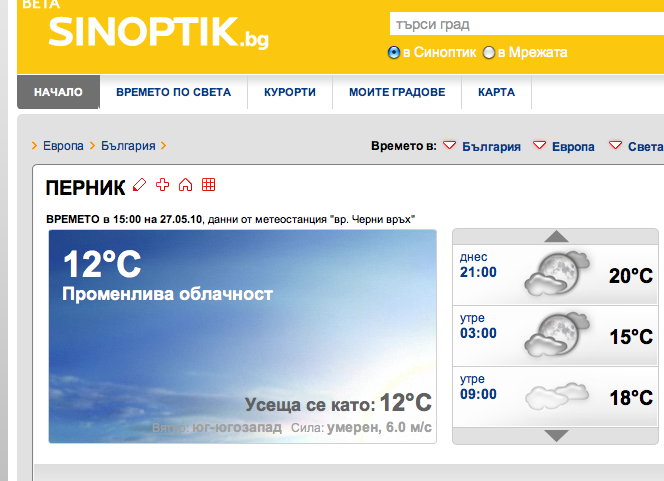 BETA
SINOPTIK.bg
търси град
в Синоптик в Мрежата
НАЧАЛО ВРЕМЕТО ПО СВЕТА КУРОРТИ МОИТЕ ГРАДОВЕ КАРТА
Европа България
Времето в: България Европа Света
ПЕРНИК
ВРЕМЕТО в 15:00 на 27.05.10, данни от метеостанция "вр. Черни връх"
12°C
Променлива облачност
Усеща се като: 12°C
Вятър: юг-югозапад Сила: умерен, 6.0 м/с
днес
21:00
20°C
утре
03:00
15°C
утре
09:00
18°C